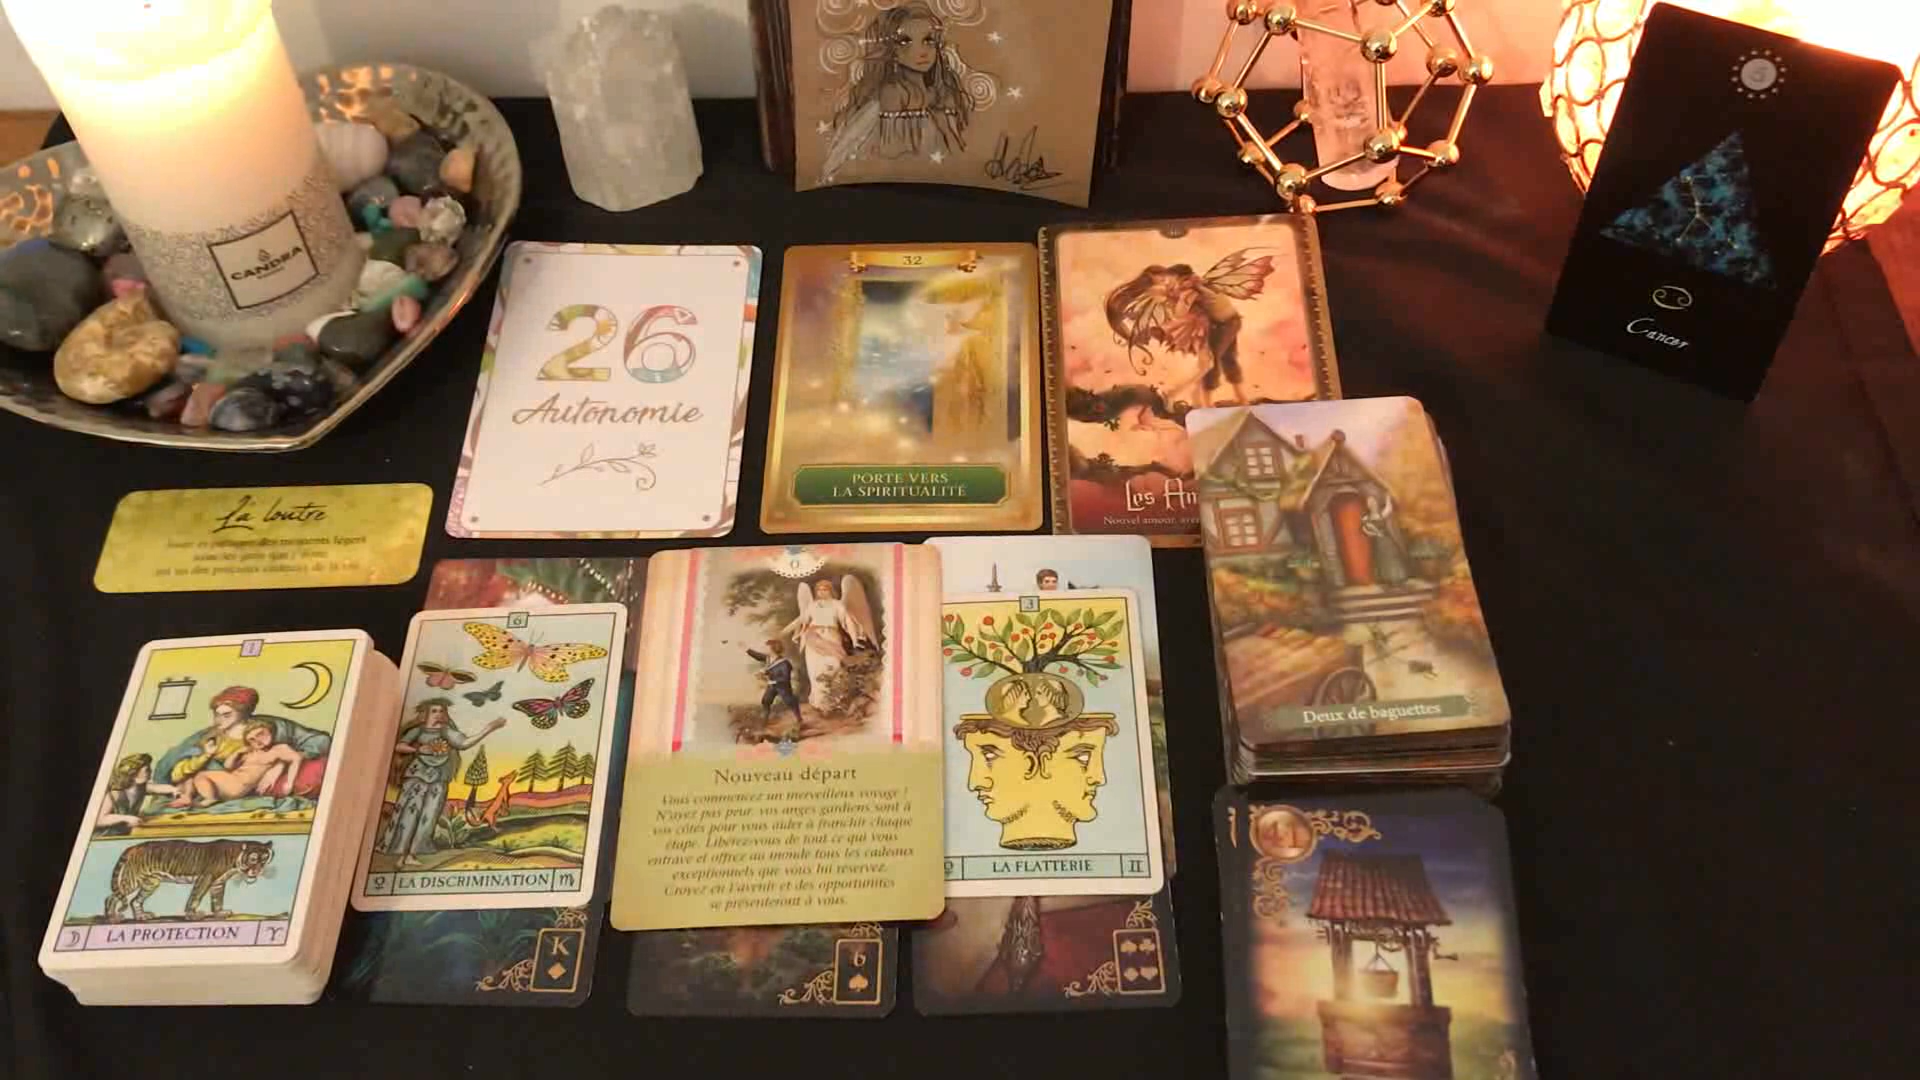 CANDRA
Cancer
26
Autonomie
32
PORTE VERS
LA SPIRITUALITÉ
Les
Nouvel amour,
La loutre
Deux de baguettes
1
LA PROTECTION
6
LA DISCRIMINATION
K
0
Nouveau départ
Vous commencez un merveilleux voyage !
N'ayez pas peur, vos anges gardiens sont à
vos côtés pour vous aider à franchir chaque
étape. Libérez-vous de tout ce qui vous
entrave et offrez au monde tous les cadeaux
exceptionnels que vous lui réservez.
Croyez en l'avenir et des opportunités
se présenteront à vous.
6
3
LA FLATTERIE
41